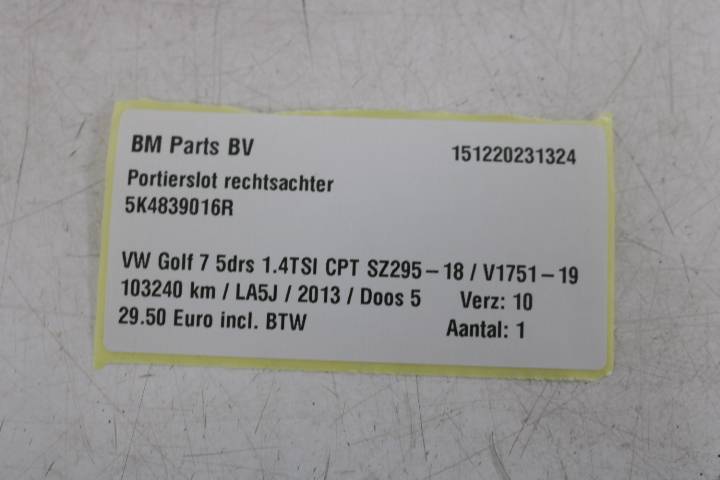 BM Parts BV 151220231324
Portierslot rechtsachter
5K4839016R
VW Golf 7 5drs 1.4TSI CPT SZ295-18 / V1751-19
103240 km / LA5J / 2013 / Doos 5 Verz: 10
29.50 Euro incl. BTW Aantal: 1